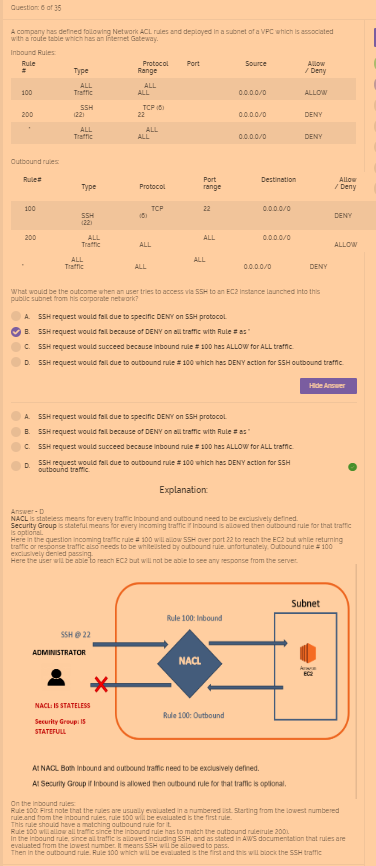 Question: 6 of 35
A company has defined following Network ACL rules and deployed in a subnet of a VPC which is associated
with a route table which has an Internet Gateway.
Inbound Rules:
Rule # Type Protocol Port Range Source Allow / Deny
100 ALL Traffic ALL ALL 0.0.0.0/0 ALLOW
200 SSH (22) TCP (6) 22 0.0.0.0/0 DENY
* ALL Traffic ALL ALL 0.0.0.0/0 DENY
Outbound rules:
Rule# Type Protocol Port range Destination Allow / Deny
100 SSH (22) TCP (6) 22 0.0.0.0/0 DENY
200 ALL Traffic ALL ALL 0.0.0.0/0 ALLOW
* ALL Traffic ALL ALL 0.0.0.0/0 DENY
What would be the outcome when an user tries to access via SSH to an EC2 instance launched into this
public subnet from his corporate network?
A. SSH request would fail due to specific DENY on SSH protocol.
B. SSH request would fail because of DENY on all traffic with Rule # as *
C. SSH request would succeed because inbound rule # 100 has ALLOW for ALL traffic.
D. SSH request would fail due to outbound rule # 100 which has DENY action for SSH outbound traffic.
Hide Answer
A. SSH request would fail due to specific DENY on SSH protocol.
B. SSH request would fail because of DENY on all traffic with Rule # as *
C. SSH request would succeed because inbound rule # 100 has ALLOW for ALL traffic.
D. SSH request would fail due to outbound rule # 100 which has DENY action for SSH
outbound traffic.
Explanation:
Answer - D
NACL is stateless means for every traffic inbound and outbound need to be exclusively defined.
Security Group is stateful means for every incoming traffic if inbound is allowed then outbound rule for that traffic
is optional.
Here in the question incoming traffic rule # 100 will allow SSH over port 22 to reach the EC2 but while returning
traffic or response traffic also needs to be whitelisted by outbound rule. unfortunately, Outbound rule # 100
exclusively denied passing.
Here the user will be able to reach EC2 but will not be able to see any response from the server.
Subnet
Rule 100: Inbound
SSH @ 22
ADMINISTRATOR
NACL
Amazon
EC2
NACL: IS STATELESS
Security Group: IS
STATEFULL
Rule 100: Outbound
At NACL Both Inbound and outbound traffic need to be exclusively defined.
At Security Group if Inbound is allowed then outbound rule for that traffic is optional.
On the inbound rules:
Rule 100: First note that the rules are usually evaluated in a numbered list. Starting from the lowest numbered
rule.and from the inbound rules, rule 100 will be evaluated is the first rule.
This rule should have a matching outbound rule for it.
Rule 100 will allow all traffic since the inbound rule has to match the outbound rule(rule 200).
In the inbound rule, since all traffic is allowed including SSH, and as stated in AWS documentation that rules are
evaluated from the lowest number, it means SSH will be allowed to pass.
Then in the outbound rule, Rule 100 which will be evaluated is the first and this will block the SSH traffic